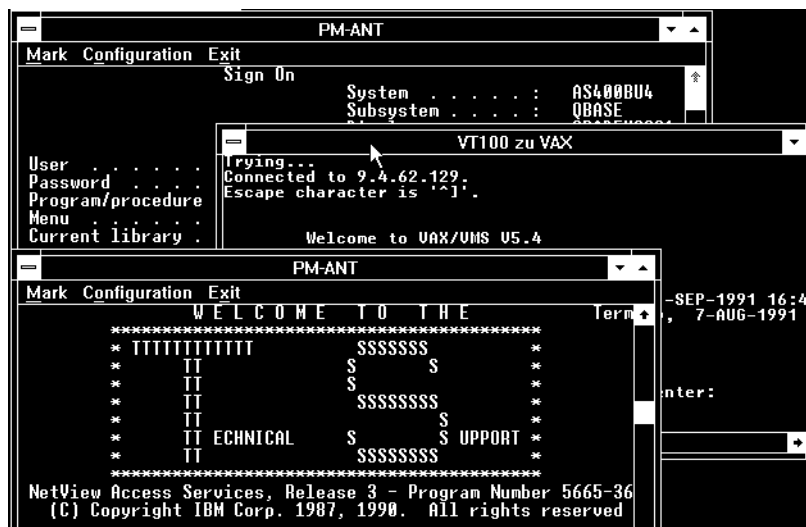 PM-ANT
Mark Configuration Exit
Sign On
System . . . . . : AS400BU4
Subsystem . . . . : QBASE
User . . . . . .
Password . . . .
Program/procedure
Menu . . . . . .
Current library .
VT100 zu VAX
Trying...
Connected to 9.4.62.129.
Escape character is '^]'.
Welcome to VAX/VMS V5.4
-SEP-1991 16:4
, 7-AUG-1991
enter:
PM-ANT
Mark Configuration Exit
W E L C O M E T O T H E Term
*****************************************
* TTTTTTTTTTTT SSSSSSS *
* TT S S *
* TT S *
* TT SSSSSSSS *
* TT S *
* TT ECHNICAL S S UPPORT *
* TT SSSSSSSS *
*****************************************
NetView Access Services, Release 3 - Program Number 5665-36
(C) Copyright IBM Corp. 1987, 1990. All rights reserved